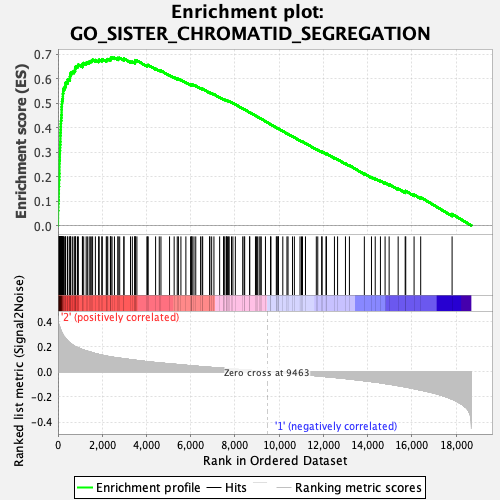 Enrichment plot:
GO_SISTER_CHROMATID_SEGREGATION
Enrichment score (ES)
0.7
0.6
0.5
0.4
0.3
0.2
0.1
0.0
'2' (positively correlated)
Ranked list metric (Signal2Noise)
0.4
0.2
0.0
-0.2
-0.4
Zero cross at 9463
'1' (negatively correlated)
0 2,000 4,000 6,000 8,000 10,000 12,000 14,000 16,000 18,000
Rank in Ordered Dataset
Enrichment profile Hits Ranking metric scores